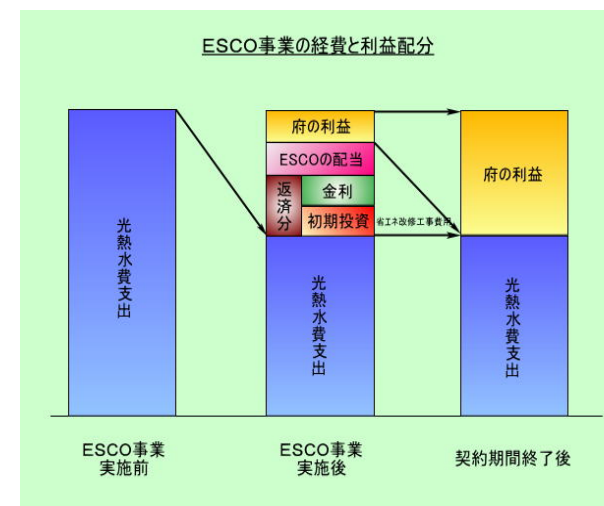 ESCO事業の経費と利益配分
光熱水費支出
府の利益
ESCOの配当
返済分
金利
初期投資
省エネ改修工事費用
光熱水費支出
府の利益
光熱水費支出
ESCO事業
実施前
ESCO事業
実施後
契約期間終了後